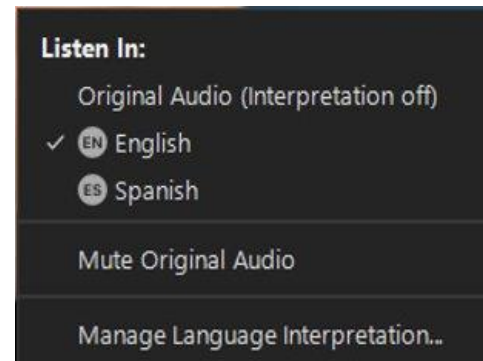 Listen In:
Original Audio (Interpretation off)
EN English
ES Spanish
Mute Original Audio
Manage Language Interpretation...